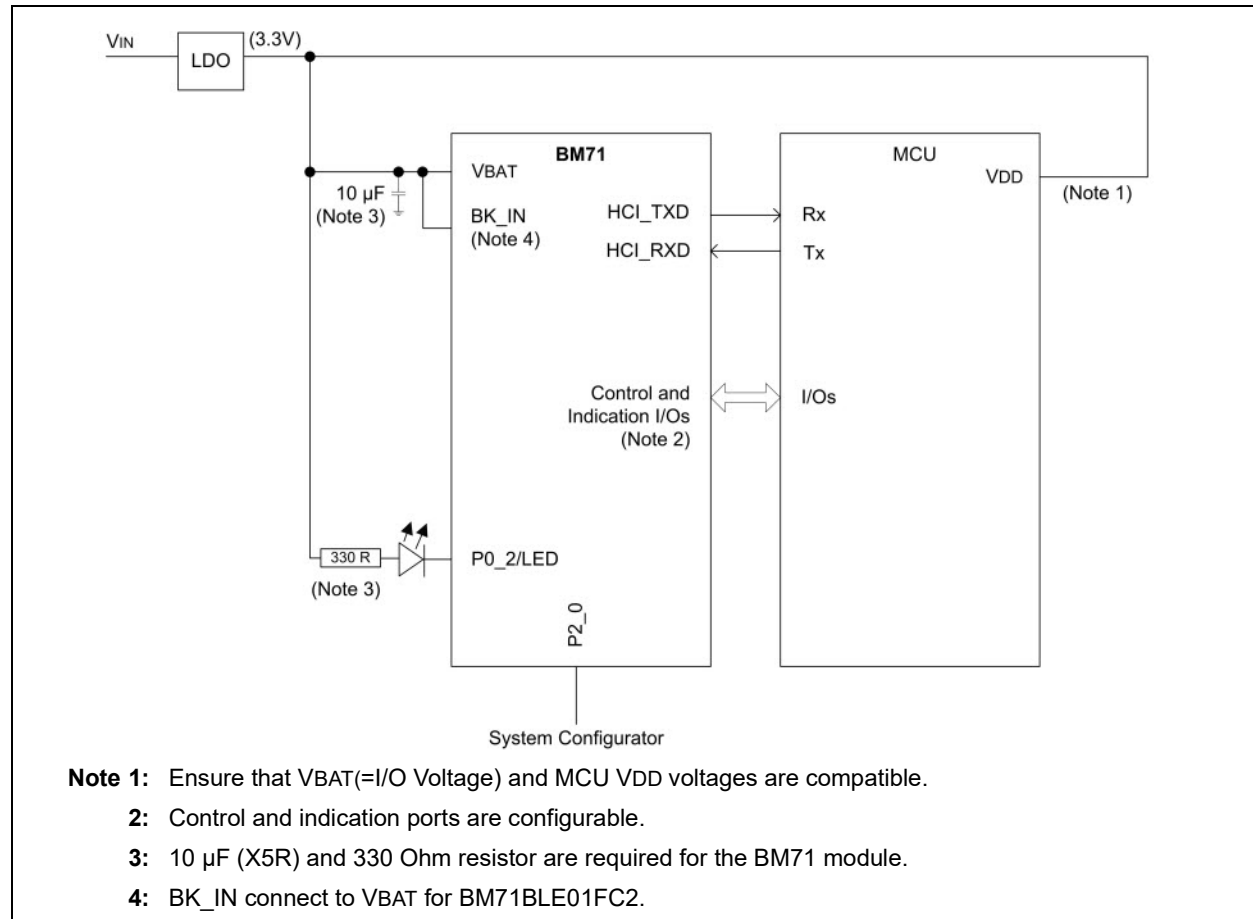 VIN
LDO
(3.3V)
BM71
MCU
VBAT
VDD
10 µF
(Note 3)
(Note 1)
BK_IN
(Note 4)
HCI_TXD
Rx
HCI_RXD
Tx
Control and
Indication I/Os
(Note 2)
I/Os
330 R
(Note 3)
P0_2/LED
P2_0
System Configurator
Note 1: Ensure that VBAT(=I/O Voltage) and MCU VDD voltages are compatible.
2: Control and indication ports are configurable.
3: 10 µF (X5R) and 330 Ohm resistor are required for the BM71 module.
4: BK_IN connect to VBAT for BM71BLE01FC2.